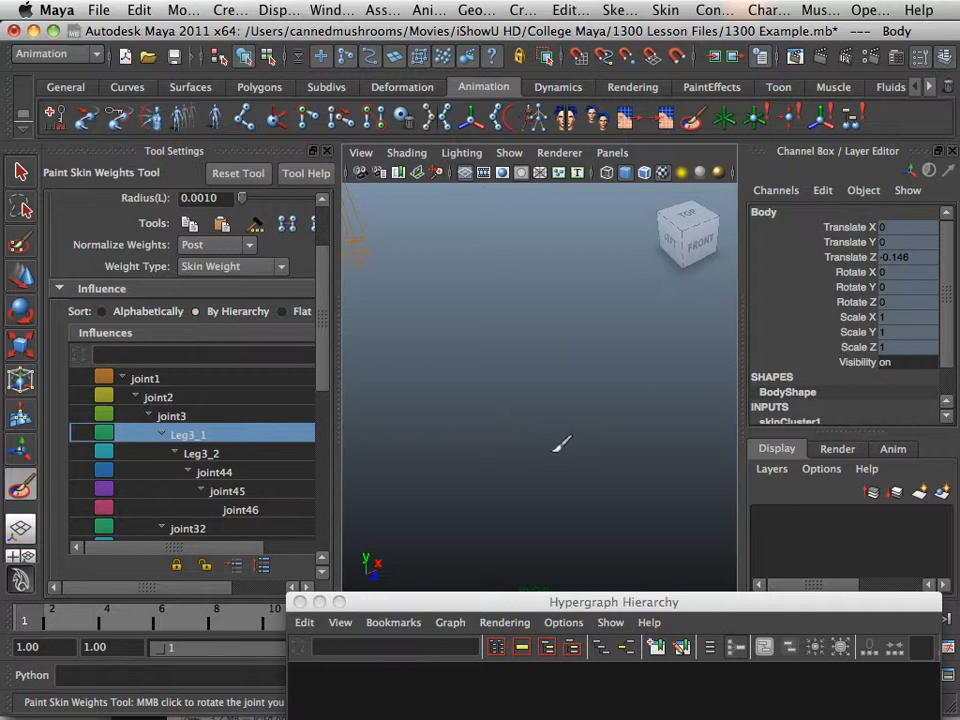 Maya File Edit Mo... Cre... Disp... Wind... Ass... Ani... Geo... Cr... Edit... Ske... Skin Con... Char... Mus... Ove... Help
Autodesk Maya 2011 x64: /Users/cannedmushrooms/Movies/iShowU HD/College Maya/1300 Lesson Files/1300 Example.mb* --- Body
Animation
General Curves Surfaces Polygons Subdivs Deformation Animation Dynamics Rendering PaintEffects Toon Muscle Fluids
Tool Settings
Paint Skin Weights Tool Reset Tool Tool Help
Radius(L): 0.0010
Tools:
Normalize Weights: Post
Weight Type: Skin Weight
Influence
Sort: Alphabetically By Hierarchy Flat
Influences
joint1
joint2
joint3
Leg3_1
Leg3_2
joint44
joint45
joint46
joint32
View Shading Lighting Show Renderer Panels
TOP
FRONT
y
x
z
Channel Box / Layer Editor
Channels Edit Object Show
Body
Translate X 0
Translate Y 0
Translate Z -0.146
Rotate X 0
Rotate Y 0
Rotate Z 0
Scale X 1
Scale Y 1
Scale Z 1
Visibility on
SHAPES
BodyShape
INPUTS
skinCluster1
Display Render Anim
Layers Options Help
1 2 4 6 8 10
1.00 1.00 1
Python
Paint Skin Weights Tool: MMB click to rotate the joint you
Hypergraph Hierarchy
Edit View Bookmarks Graph Rendering Options Show Help